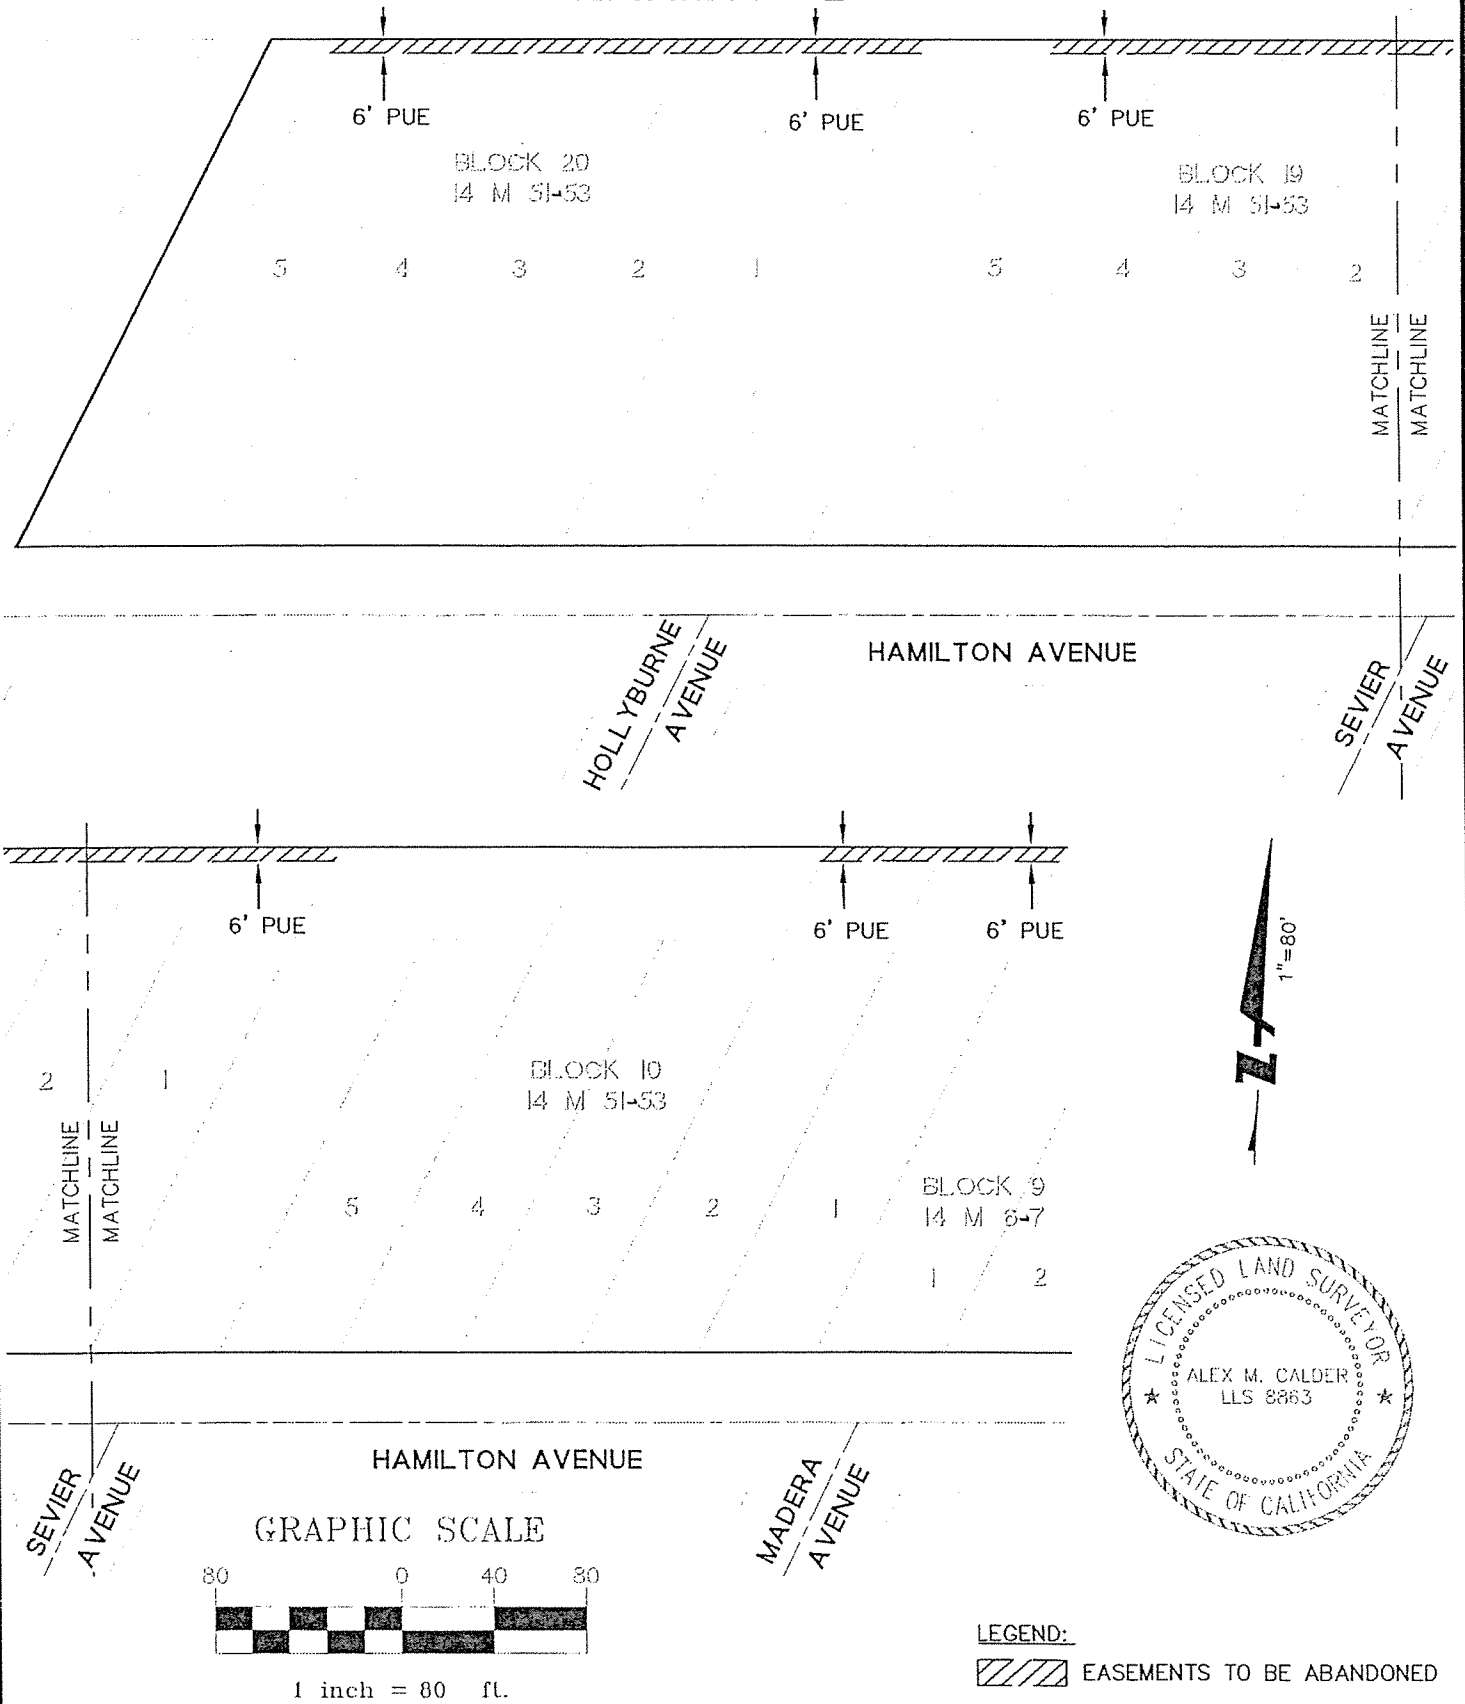 6' PUE
6' PUE
6' PUE
BLOCK 20
14 M 51-53
BLOCK 19
14 M 51-53
5 4 3 2 1 5 4 3 2
MATCHLINE
MATCHLINE
HAMILTON AVENUE
HOLLYBURNE
AVENUE
SEVIER
AVENUE
6' PUE
6' PUE
6' PUE
1"=80'
2 1
BLOCK 10
14 M 51-53
MATCHLINE
MATCHLINE
5 4 3 2 1
BLOCK 9
14 M 6-7
1 2
LICENSED LAND SURVEYOR
ALEX M. CALDER
LLS 8863
STATE OF CALIFORNIA
HAMILTON AVENUE
SEVIER
AVENUE
MADERA
AVENUE
GRAPHIC SCALE
80 0 40 80
1 inch = 80 ft.
LEGEND:
EASEMENTS TO BE ABANDONED